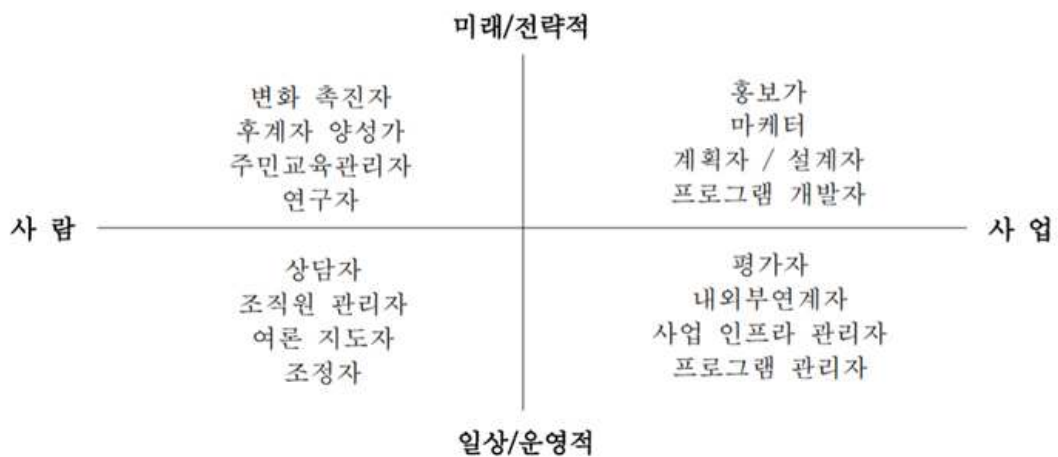 미래/전략적
변화 촉진자
후계자 양성가
주민교육관리자
연구자
홍보가
마케터
계획자 / 설계자
프로그램 개발자
사 람
사 업
상담자
조직원 관리자
여론 지도자
조정자
평가자
내외부연계자
사업 인프라 관리자
프로그램 관리자
일상/운영적